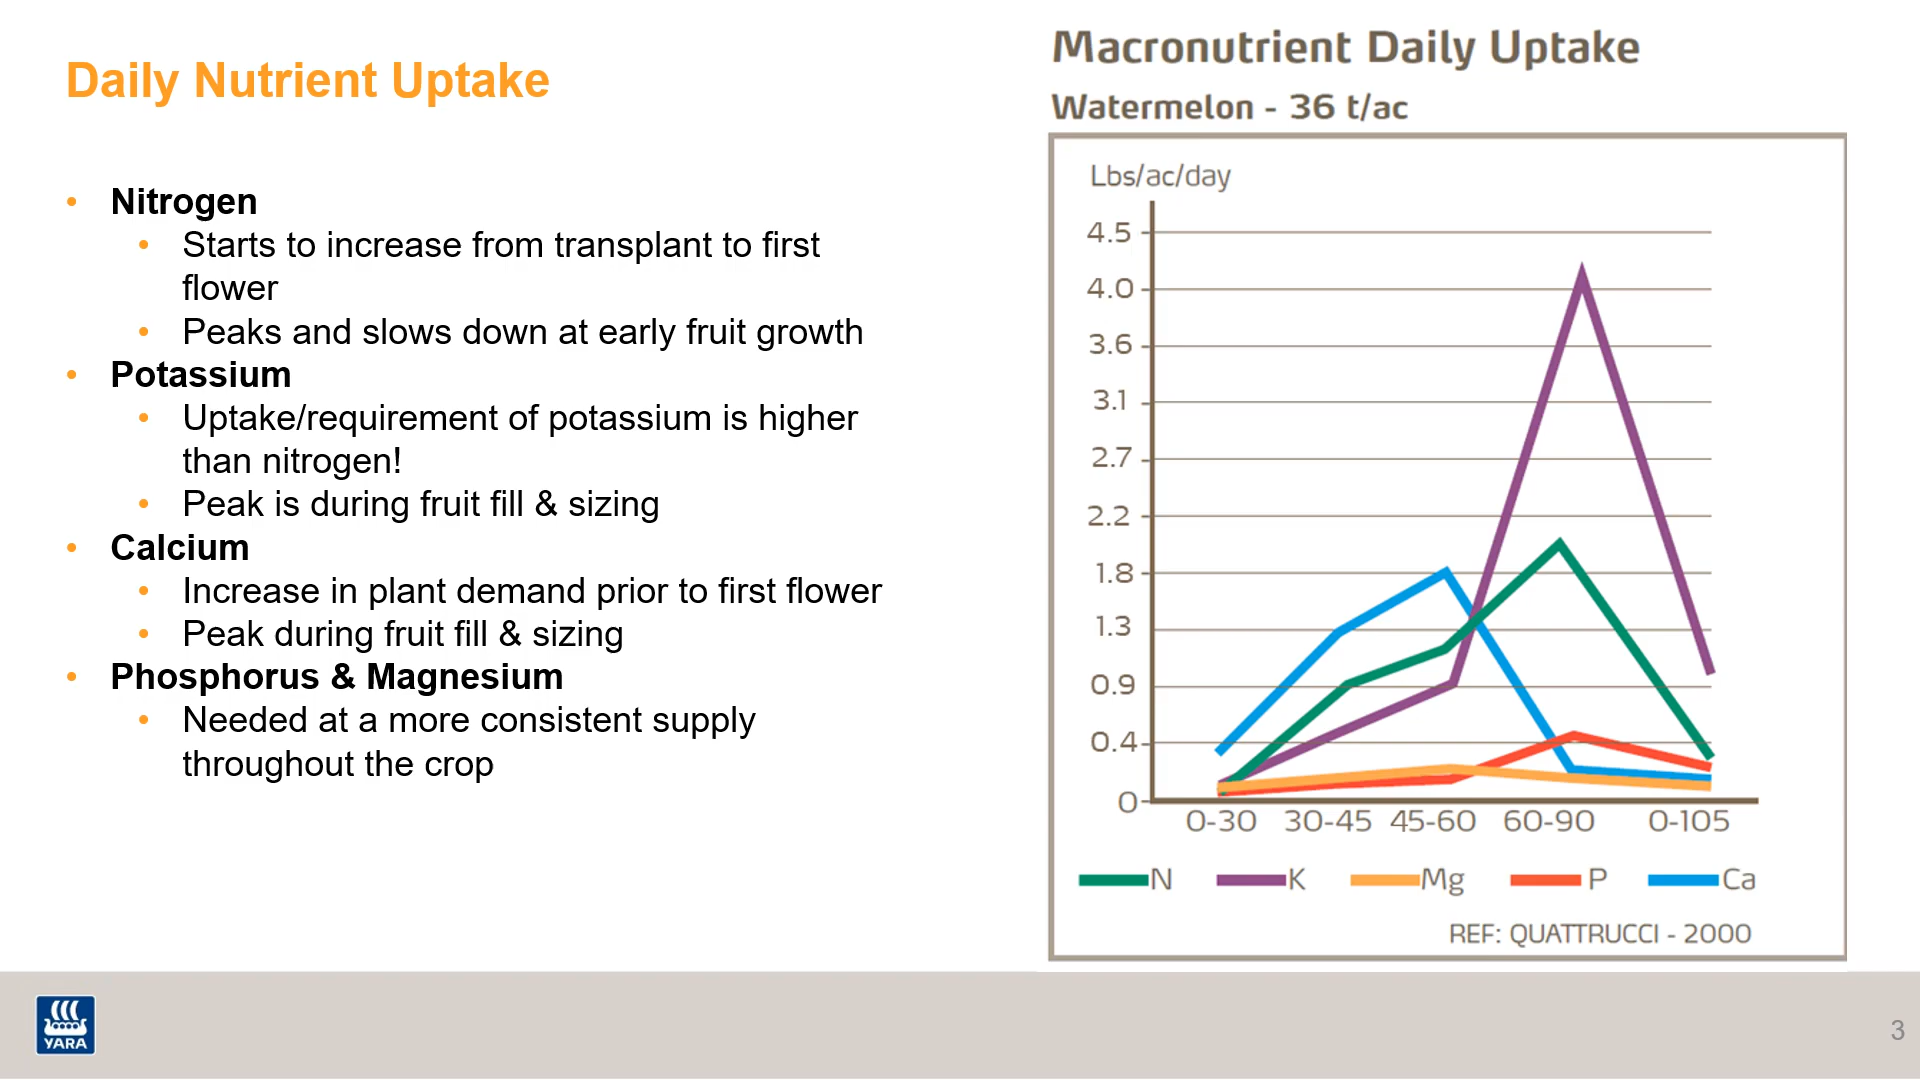 Daily Nutrient Uptake
• Nitrogen
• Starts to increase from transplant to first
flower
• Peaks and slows down at early fruit growth
• Potassium
• Uptake/requirement of potassium is higher
than nitrogen!
• Peak is during fruit fill & sizing
• Calcium
• Increase in plant demand prior to first flower
• Peak during fruit fill & sizing
• Phosphorus & Magnesium
• Needed at a more consistent supply
throughout the crop
Macronutrient Daily Uptake
Watermelon - 36 t/ac
Lbs/ac/day
4.5
4.0
3.6
3.1
2.7
2.2
1.8
1.3
0.9
0.4
0
0-30 30-45 45-60 60-90 0-105
N K Mg P Ca
REF: QUATTRUCCI - 2000
YARA
3